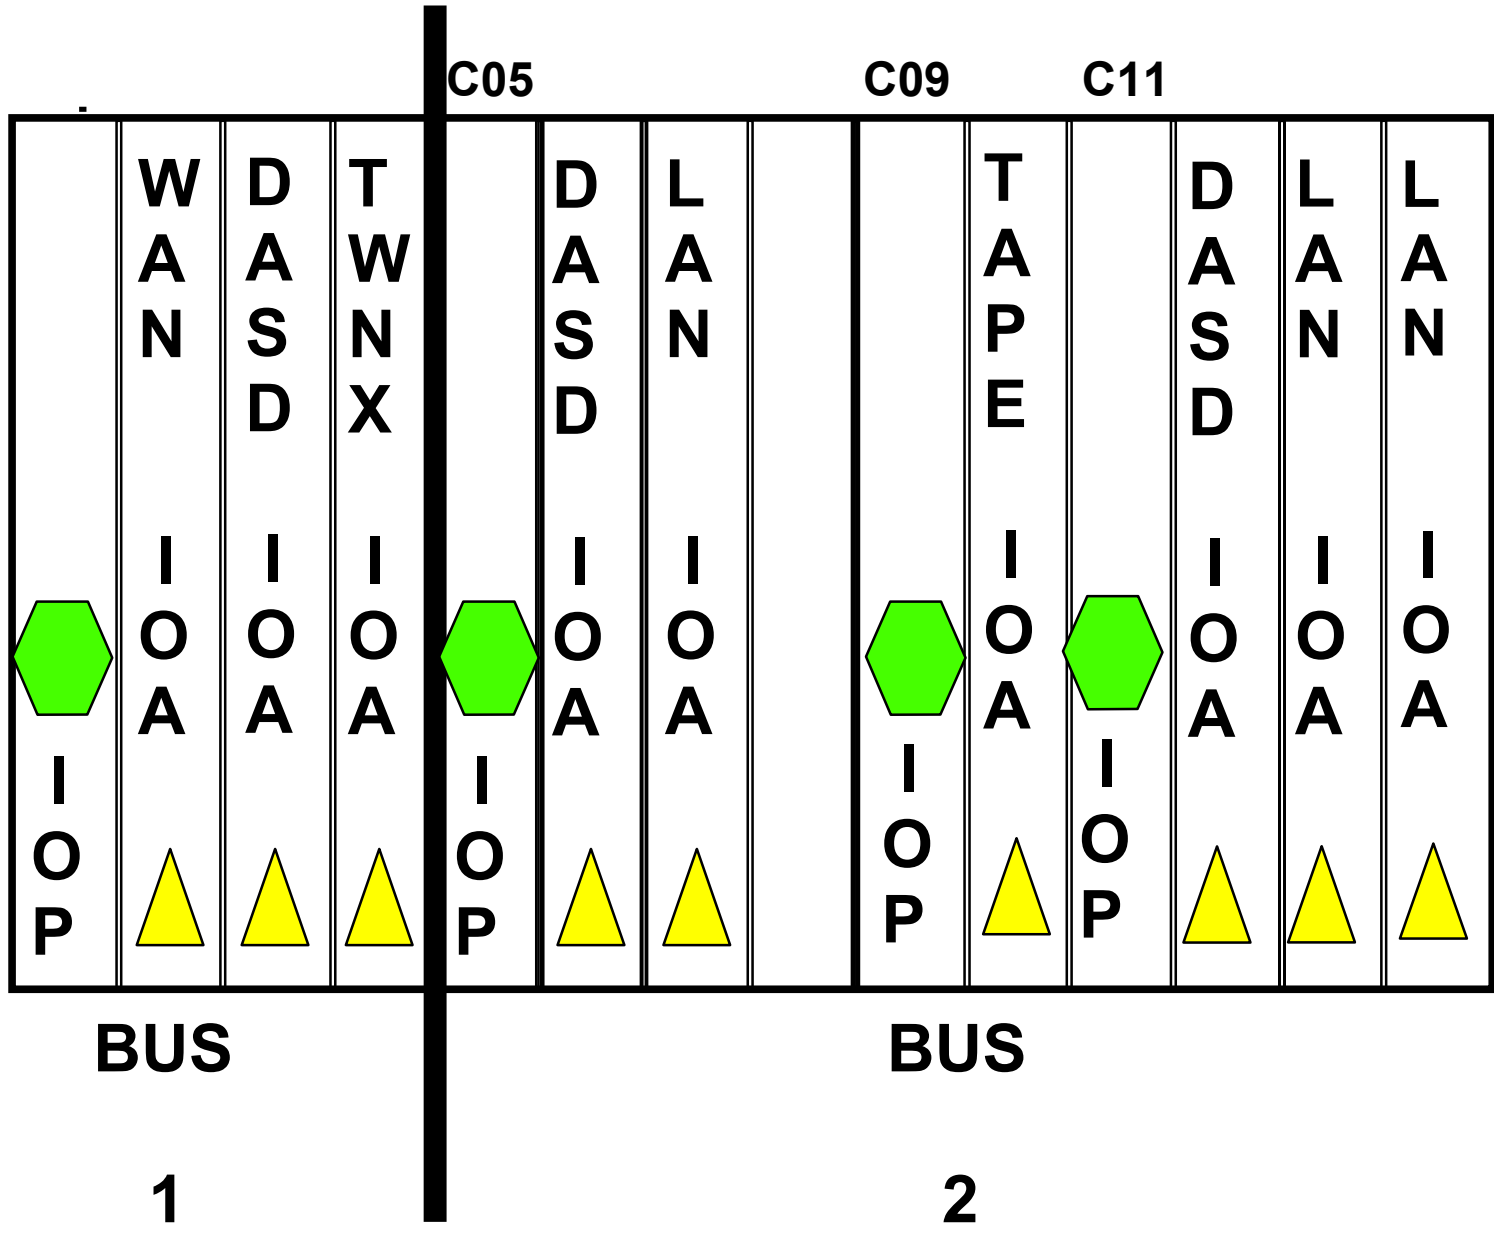 C05
C09
C11
IOP
WAN IOA
DASD IOA
TWNX IOA
IOP
DASD IOA
LAN IOA
IOP
TAPE IOA
IOP
DASD IOA
LAN IOA
LAN IOA
BUS
1
BUS
2